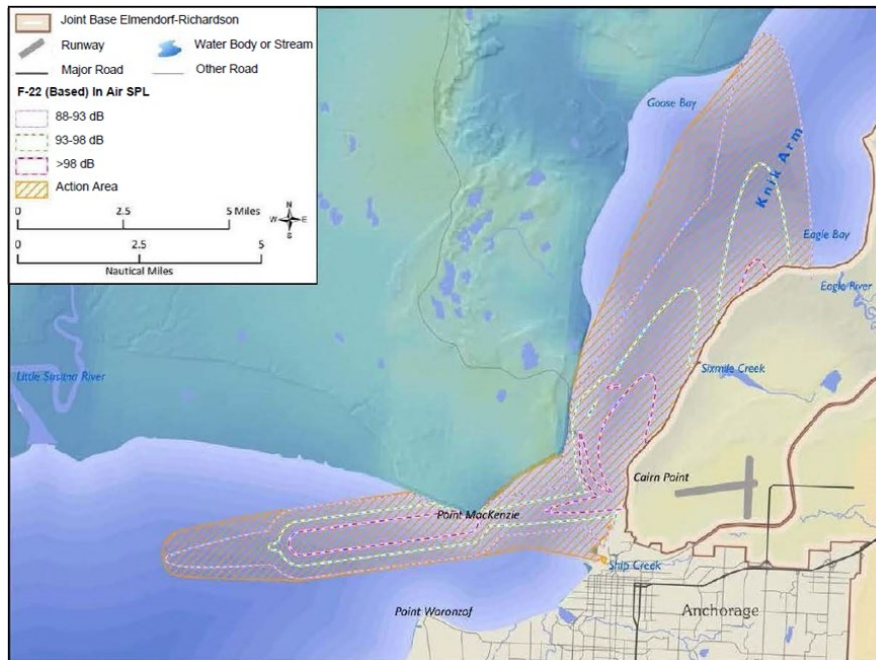 Joint Base Elmendorf-Richardson
Runway
Water Body or Stream
Major Road
Other Road
F-22 (Based) In Air SPL
88-93 dB
93-98 dB
>98 dB
Action Area
0 2.5 5 Miles
N
W E
S
0 2.5 5
Nautical Miles
Goose Bay
Knik Arm
Eagle Bay
Eagle River
Little Susitna River
Sixmile Creek
Cairn Point
Point MacKenzie
Ship Creek
Point Woronzof
Anchorage